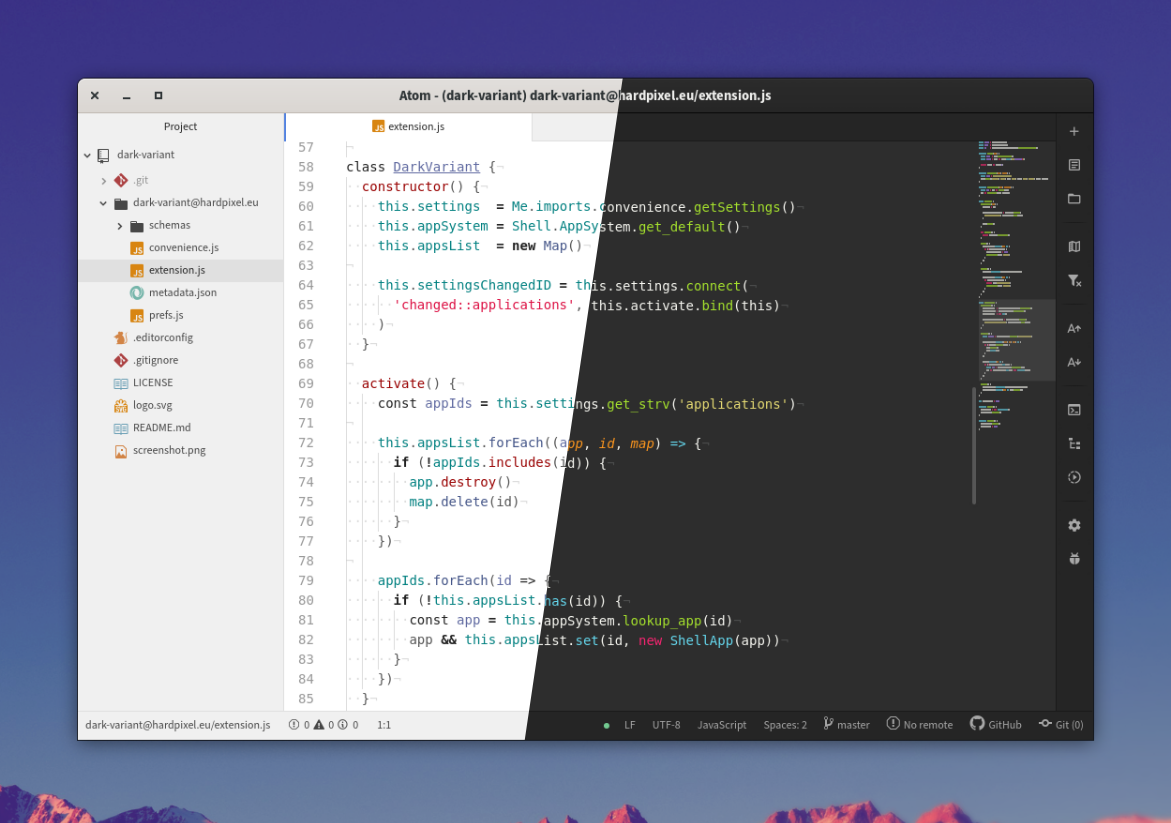 Atom - (dark-variant) dark-variant@hardpixel.eu/extension.js
Project
dark-variant
.git
dark-variant@hardpixel.eu
schemas
convenience.js
extension.js
metadata.json
prefs.js
.editorconfig
.gitignore
LICENSE
logo.svg
README.md
screenshot.png
extension.js
57
58 class DarkVariant {
59 constructor() {
60 this.settings = Me.imports.convenience.getSettings()
61 this.appSystem = Shell.AppSystem.get_default()
62 this.appsList = new Map()
63
64 this.settingsChangedID = this.settings.connect(
65 'changed::applications', this.activate.bind(this)
66 )
67 }
68
69 activate() {
70 const appIds = this.settings.get_strv('applications')
71
72 this.appsList.forEach((app, id, map) => {
73 if (!appIds.includes(id)) {
74 app.destroy()
75 map.delete(id)
76 }
77 })
78
79 appIds.forEach(id => {
80 if (!this.appsList.has(id)) {
81 const app = this.appSystem.lookup_app(id)
82 app && this.appsList.set(id, new ShellApp(app))
83 }
84 })
85 }
dark-variant@hardpixel.eu/extension.js 0 0 0 1:1 LF UTF-8 JavaScript Spaces: 2 master No remote GitHub Git (0)